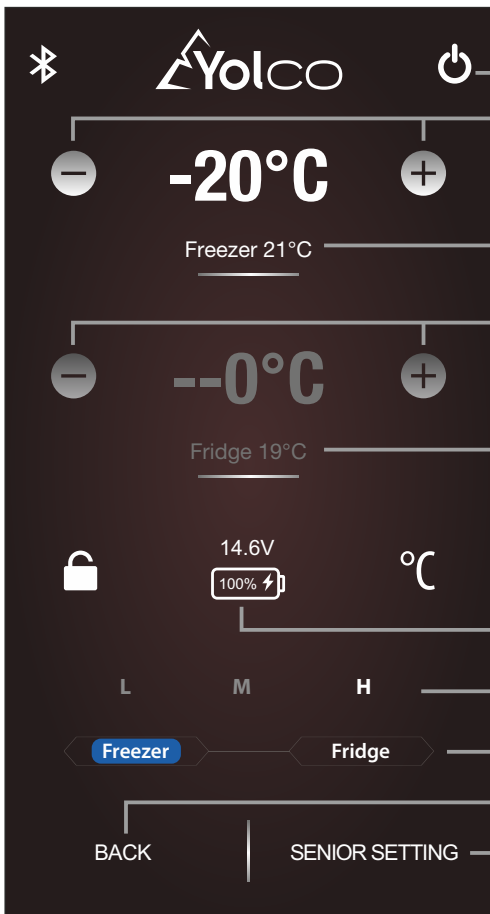 YolCO
-20°C
Freezer 21°C
--0°C
Fridge 19°C
14.6V
100%
°C
L M H
Freezer Fridge
BACK SENIOR SETTING